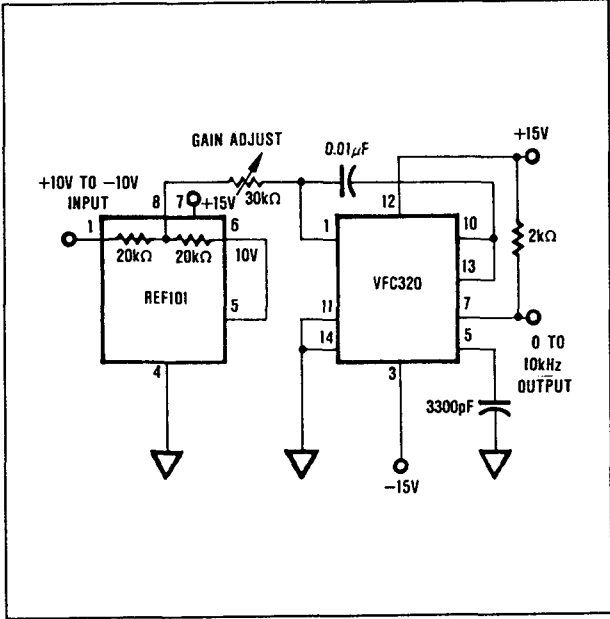 GAIN ADJUST
0.01μF
+15V
+10V TO -10V
INPUT
8
7
+15V
30kΩ
12
1
6
1
10
20kΩ
20kΩ
10V
2kΩ
13
REF101
5
11
VFC320
7
14
5
0 TO
10kHz
OUTPUT
4
3
3300pF
-15V